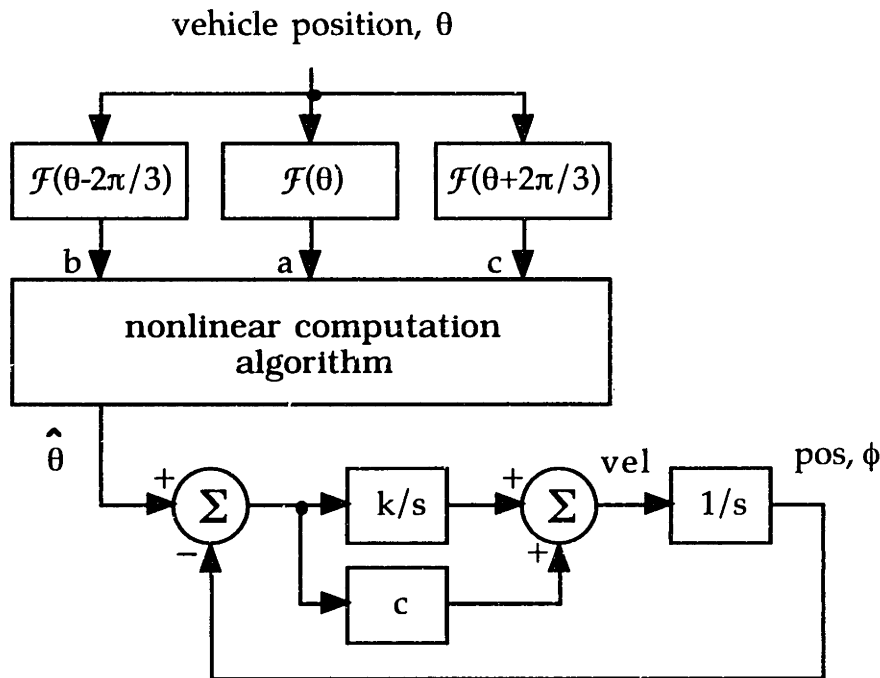 vehicle position, θ
ℱ(θ-2π/3)
ℱ(θ)
ℱ(θ+2π/3)
b
a
c
nonlinear computation
algorithm
θ̂
+
Σ
−
k/s
c
+
+
Σ
vel
1/s
pos, ϕ